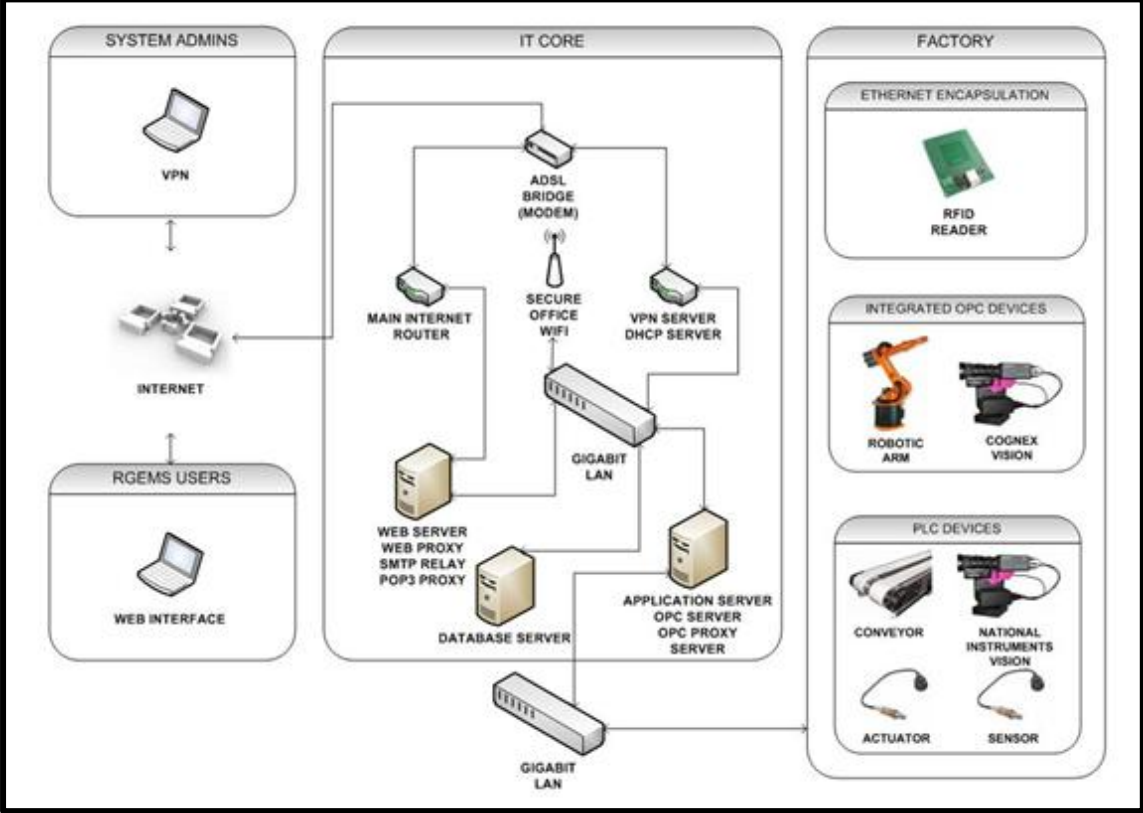 SYSTEM ADMINS
VPN
INTERNET
RGEMS USERS
WEB INTERFACE
IT CORE
ADSL
BRIDGE
(MODEM)
MAIN INTERNET
ROUTER
SECURE
OFFICE
WIFI
VPN SERVER
DHCP SERVER
GIGABIT
LAN
WEB SERVER
WEB PROXY
SMTP RELAY
POP3 PROXY
DATABASE SERVER
APPLICATION SERVER
OPC SERVER
OPC PROXY
SERVER
GIGABIT
LAN
FACTORY
ETHERNET ENCAPSULATION
RFID
READER
INTEGRATED OPC DEVICES
ROBOTIC
ARM
COGNEX
VISION
PLC DEVICES
CONVEYOR
NATIONAL
INSTRUMENTS
VISION
ACTUATOR
SENSOR